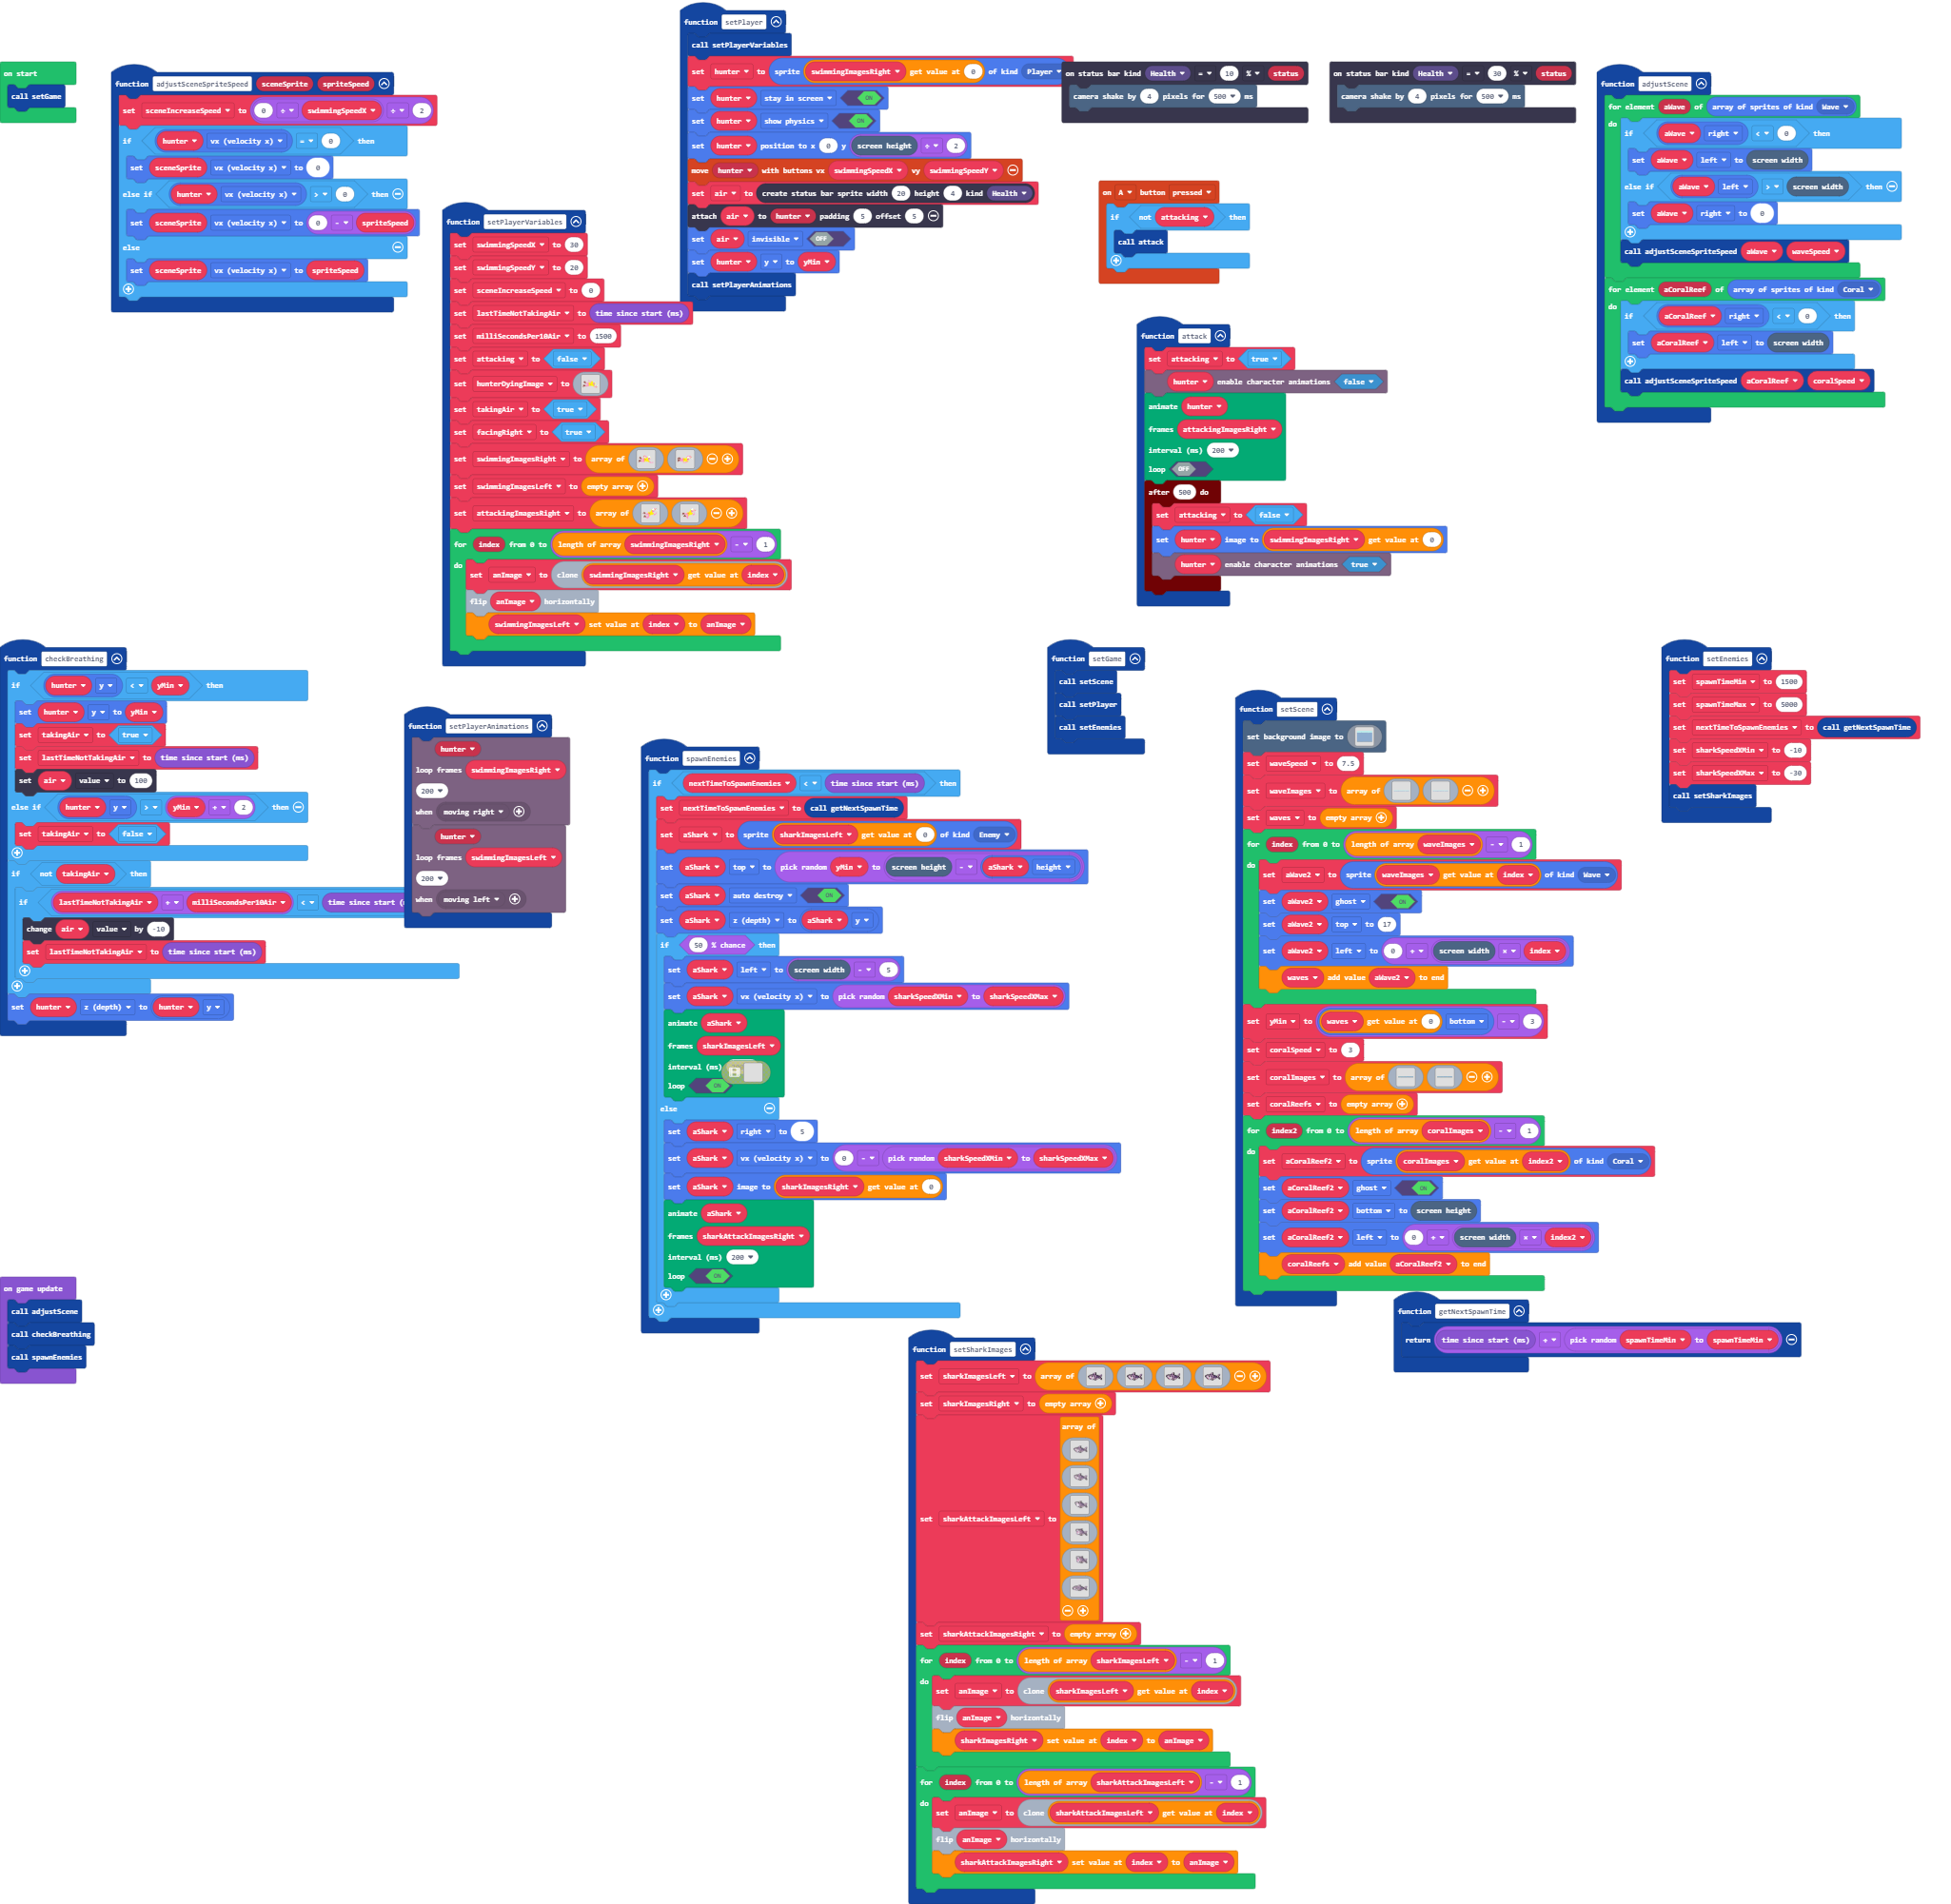 on start
call setGame
function adjustSceneSpriteSpeed sceneSprite spriteSpeed
set sceneIncreaseSpeed to 0 + swimmingSpeedX ÷ 2
if hunter vx (velocity x) = 0 then
set sceneSprite vx (velocity x) to 0
else if hunter vx (velocity x) > 0 then
set sceneSprite vx (velocity x) to 0 - spriteSpeed
else
set sceneSprite vx (velocity x) to spriteSpeed
function setPlayerVariables
set swimmingSpeedX to 30
set swimmingSpeedY to 20
set sceneIncreaseSpeed to 0
set lastTimeNotTakingAir to time since start (ms)
set milliSecondsPer10Air to 1500
set attacking to false
set hunterDyingImage to
set takingAir to true
set facingRight to true
set swimmingImagesRight to array of
set swimmingImagesLeft to empty array
set attackingImagesRight to array of
for index from 0 to length of array swimmingImagesRight - 1
do
set anImage to clone swimmingImagesRight get value at index
flip anImage horizontally
swimmingImagesLeft set value at index to anImage
function setPlayer
call setPlayerVariables
set hunter to sprite swimmingImagesRight get value at 0 of kind Player
set hunter stay in screen ON
set hunter show physics ON
set hunter position to x 0 y screen height ÷ 2
move hunter with buttons vx swimmingSpeedX vy swimmingSpeedY
set air to create status bar sprite width 20 height 4 kind Health
attach air to hunter padding 5 offset 5
set air invisible OFF
set hunter y to yMin
call setPlayerAnimations
on status bar kind Health = 10 % status
camera shake by 4 pixels for 500 ms
on status bar kind Health = 30 % status
camera shake by 4 pixels for 500 ms
on A button pressed
if not attacking then
call attack
function attack
set attacking to true
hunter enable character animations false
animate hunter
frames attackingImagesRight
interval (ms) 200
loop OFF
after 500 do
set attacking to false
set hunter image to swimmingImagesRight get value at 0
hunter enable character animations true
function adjustScene
for element aWave of array of sprites of kind Wave
do
if aWave right < 0 then
set aWave left to screen width
else if aWave left > screen width then
set aWave right to 0
call adjustSceneSpriteSpeed aWave waveSpeed
for element aCoralReef of array of sprites of kind Coral
do
if aCoralReef right < 0 then
set aCoralReef left to screen width
call adjustSceneSpriteSpeed aCoralReef coralSpeed
function checkBreathing
if hunter y < yMin then
set hunter y to yMin
set takingAir to true
set lastTimeNotTakingAir to time since start (ms)
set air value to 100
else if hunter y > yMin + 2 then
set takingAir to false
if not takingAir then
if lastTimeNotTakingAir + milliSecondsPer10Air < time since start
change air value by -10
set lastTimeNotTakingAir to time since start (ms)
set hunter z (depth) to hunter y
function setPlayerAnimations
hunter
loop frames swimmingImagesRight
200
when moving right
hunter
loop frames swimmingImagesLeft
200
when moving left
function spawnEnemies
if nextTimeToSpawnEnemies < time since start (ms) then
set nextTimeToSpawnEnemies to call getNextSpawnTime
set aShark to sprite sharkImagesLeft get value at 0 of kind Enemy
set aShark top to pick random yMin to screen height - aShark height
set aShark auto destroy ON
set aShark z (depth) to aShark y
if 50 % chance then
set aShark left to screen width - 5
set aShark vx (velocity x) to pick random sharkSpeedXMin to sharkSpeedXMax
animate aShark
frames sharkImagesLeft
interval (ms)
loop ON
else
set aShark right to 5
set aShark vx (velocity x) to 0 - pick random sharkSpeedXMin to sharkSpeedXMax
set aShark image to sharkImagesRight get value at 0
animate aShark
frames sharkAttackImagesRight
interval (ms) 200
loop ON
function setGame
call setScene
call setPlayer
call setEnemies
function setScene
set background image to
set waveSpeed to 7.5
set waveImages to array of
set waves to empty array
for index from 0 to length of array waveImages - 1
do
set aWave2 to sprite waveImages get value at index of kind Wave
set aWave2 ghost ON
set aWave2 top to 17
set aWave2 left to 0 + screen width x index
waves add value aWave2 to end
set yMin to waves get value at 0 bottom - 3
set coralSpeed to 3
set coralImages to array of
set coralReefs to empty array
for index2 from 0 to length of array coralImages - 1
do
set aCoralReef2 to sprite coralImages get value at index2 of kind Coral
set aCoralReef2 ghost ON
set aCoralReef2 bottom to screen height
set aCoralReef2 left to 0 + screen width x index2
coralReefs add value aCoralReef2 to end
function setEnemies
set spawnTimeMin to 1500
set spawnTimeMax to 5000
set nextTimeToSpawnEnemies to call getNextSpawnTime
set sharkSpeedXMin to -10
set sharkSpeedXMax to -30
call setSharkImages
on game update
call adjustScene
call checkBreathing
call spawnEnemies
function getNextSpawnTime
return time since start (ms) + pick random spawnTimeMin to spawnTimeMin
function setSharkImages
set sharkImagesLeft to array of
set sharkImagesRight to empty array
array of
set sharkAttackImagesLeft to
set sharkAttackImagesRight to empty array
for index from 0 to length of array sharkImagesLeft - 1
do
set anImage to clone sharkImagesLeft get value at index
flip anImage horizontally
sharkImagesRight set value at index to anImage
for index from 0 to length of array sharkAttackImagesLeft - 1
do
set anImage to clone sharkAttackImagesLeft get value at index
flip anImage horizontally
sharkAttackImagesRight set value at index to anImage